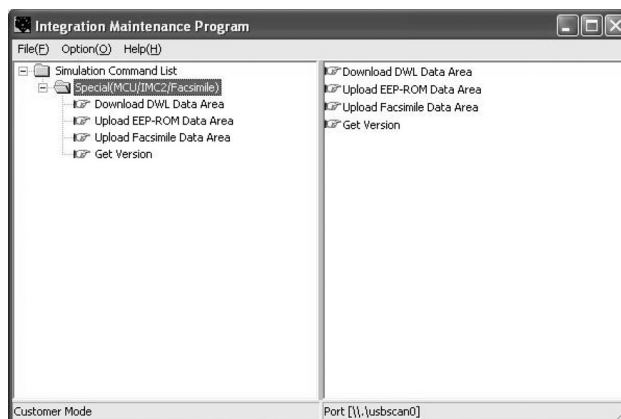 Integration Maintenance Program
File(F) Option(O) Help(H)
Simulation Command List
Special(MCU/IMC2/Facsimile)
Download DWL Data Area
Upload EEP-ROM Data Area
Upload Facsimile Data Area
Get Version
Download DWL Data Area
Upload EEP-ROM Data Area
Upload Facsimile Data Area
Get Version
Customer Mode
Port [\\.\usbscan0]